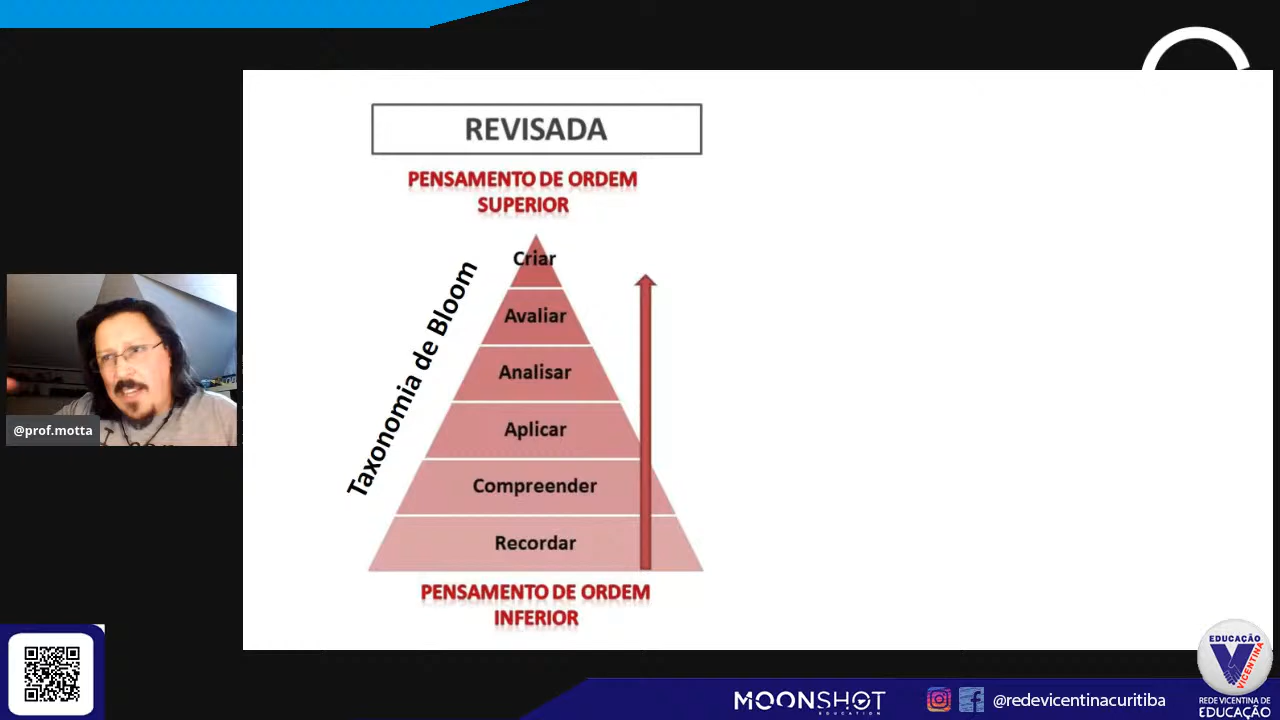 REVISADA
PENSAMENTO DE ORDEM
SUPERIOR
Taxonomia de Bloom
Criar
Avaliar
Analisar
Aplicar
Compreender
Recordar
PENSAMENTO DE ORDEM
INFERIOR
@prof.motta
MOONSHOT
EDUCATION
@redevicentinacuritiba
EDUCAÇÃO
VICENTINA
REDE VICENTINA DE
EDUCAÇÃO